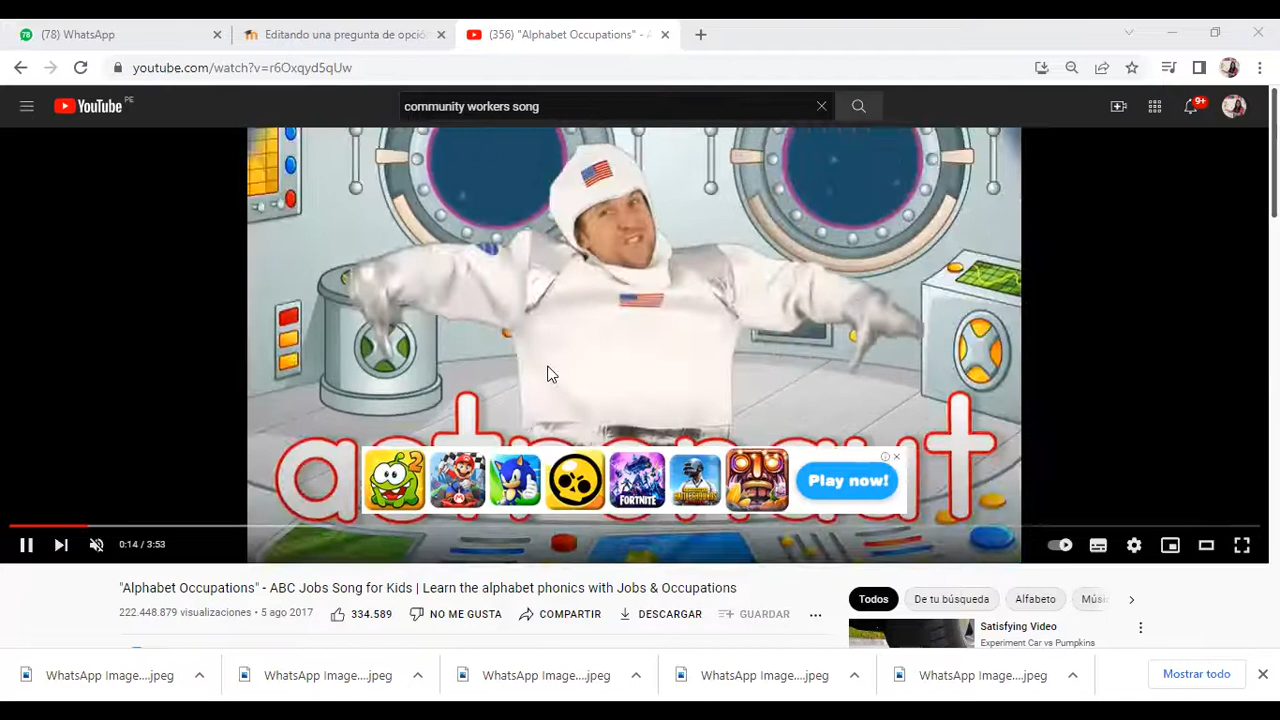 (78) WhatsApp
Editando una pregunta de opció
(356) "Alphabet Occupations" - A
youtube.com/watch?v=r6Oxqyd5qUw
YouTube PE
community workers song
9+
astronaut
2
FORTNITE
Play now!
0:14 / 3:53
"Alphabet Occupations" - ABC Jobs Song for Kids | Learn the alphabet phonics with Jobs & Occupations
222.448.879 visualizaciones • 5 ago 2017
334.589
NO ME GUSTA
COMPARTIR
DESCARGAR
GUARDAR
Todos
De tu búsqueda
Alfabeto
Músi
Satisfying Video
Experiment Car vs Pumpkins
WhatsApp Image....jpeg
WhatsApp Image....jpeg
WhatsApp Image....jpeg
WhatsApp Image....jpeg
WhatsApp Image....jpeg
Mostrar todo